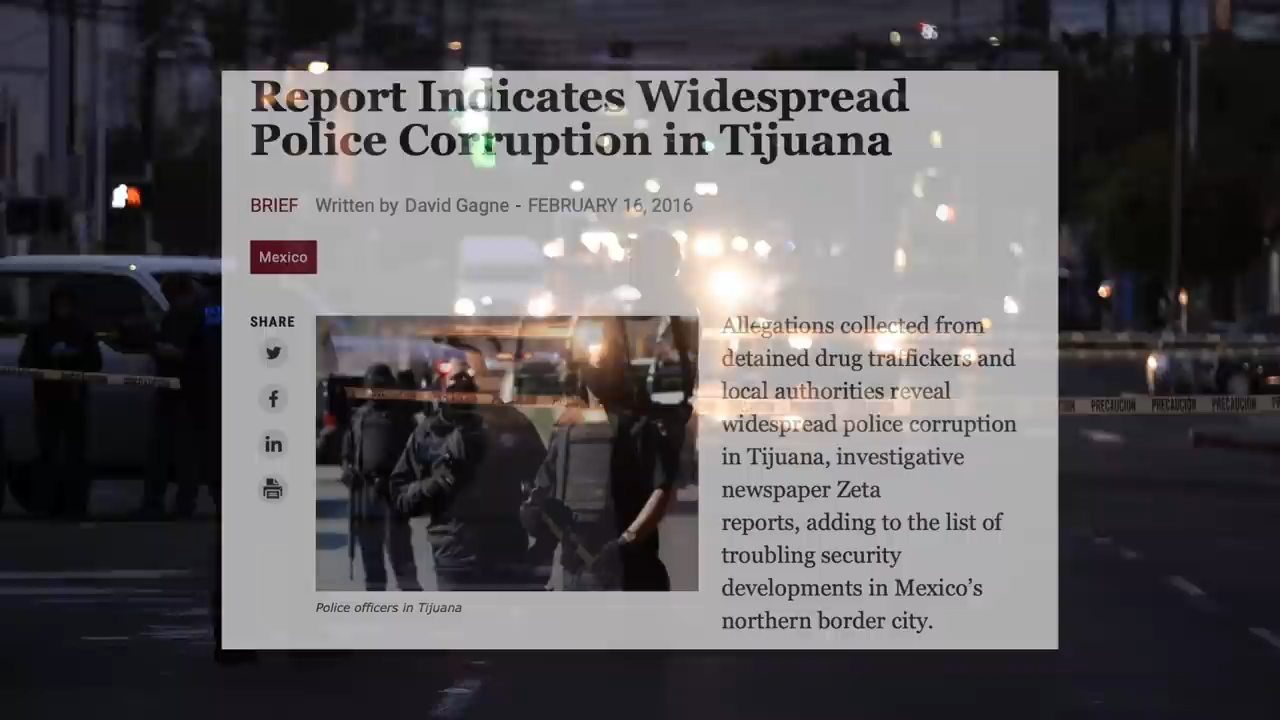 Report Indicates Widespread
Police Corruption in Tijuana
BRIEF Written by David Gagne - FEBRUARY 16, 2016
Mexico
SHARE
Police officers in Tijuana
Allegations collected from
detained drug traffickers and
local authorities reveal
widespread police corruption
in Tijuana, investigative
newspaper Zeta
reports, adding to the list of
troubling security
developments in Mexico’s
northern border city.
PRECAUCION PRECAUCION PRECAUCION